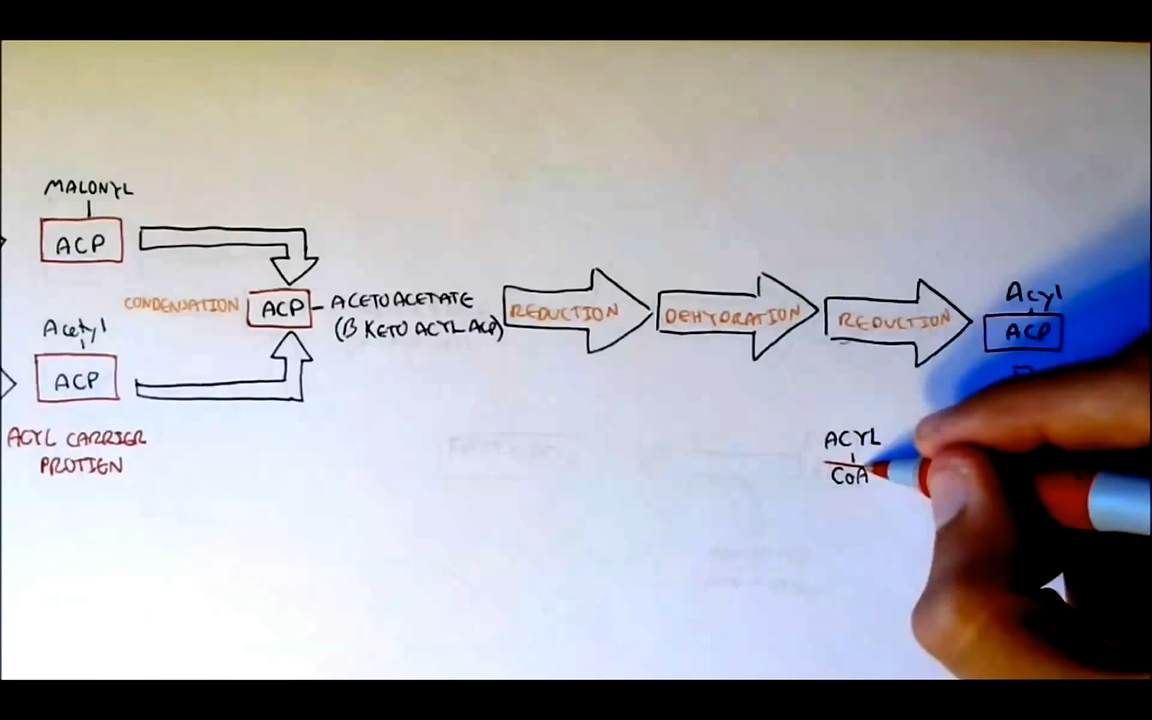 MALONYL
ACP
CONDENSATION
ACP
ACETOACETATE
(B KETO ACYL ACP)
REDUCTION
DEHYDRATION
REDUCTION
Acyl
ACP
Acetyl
ACP
ACYL CARRIER
PROTIEN
ACYL
CoA